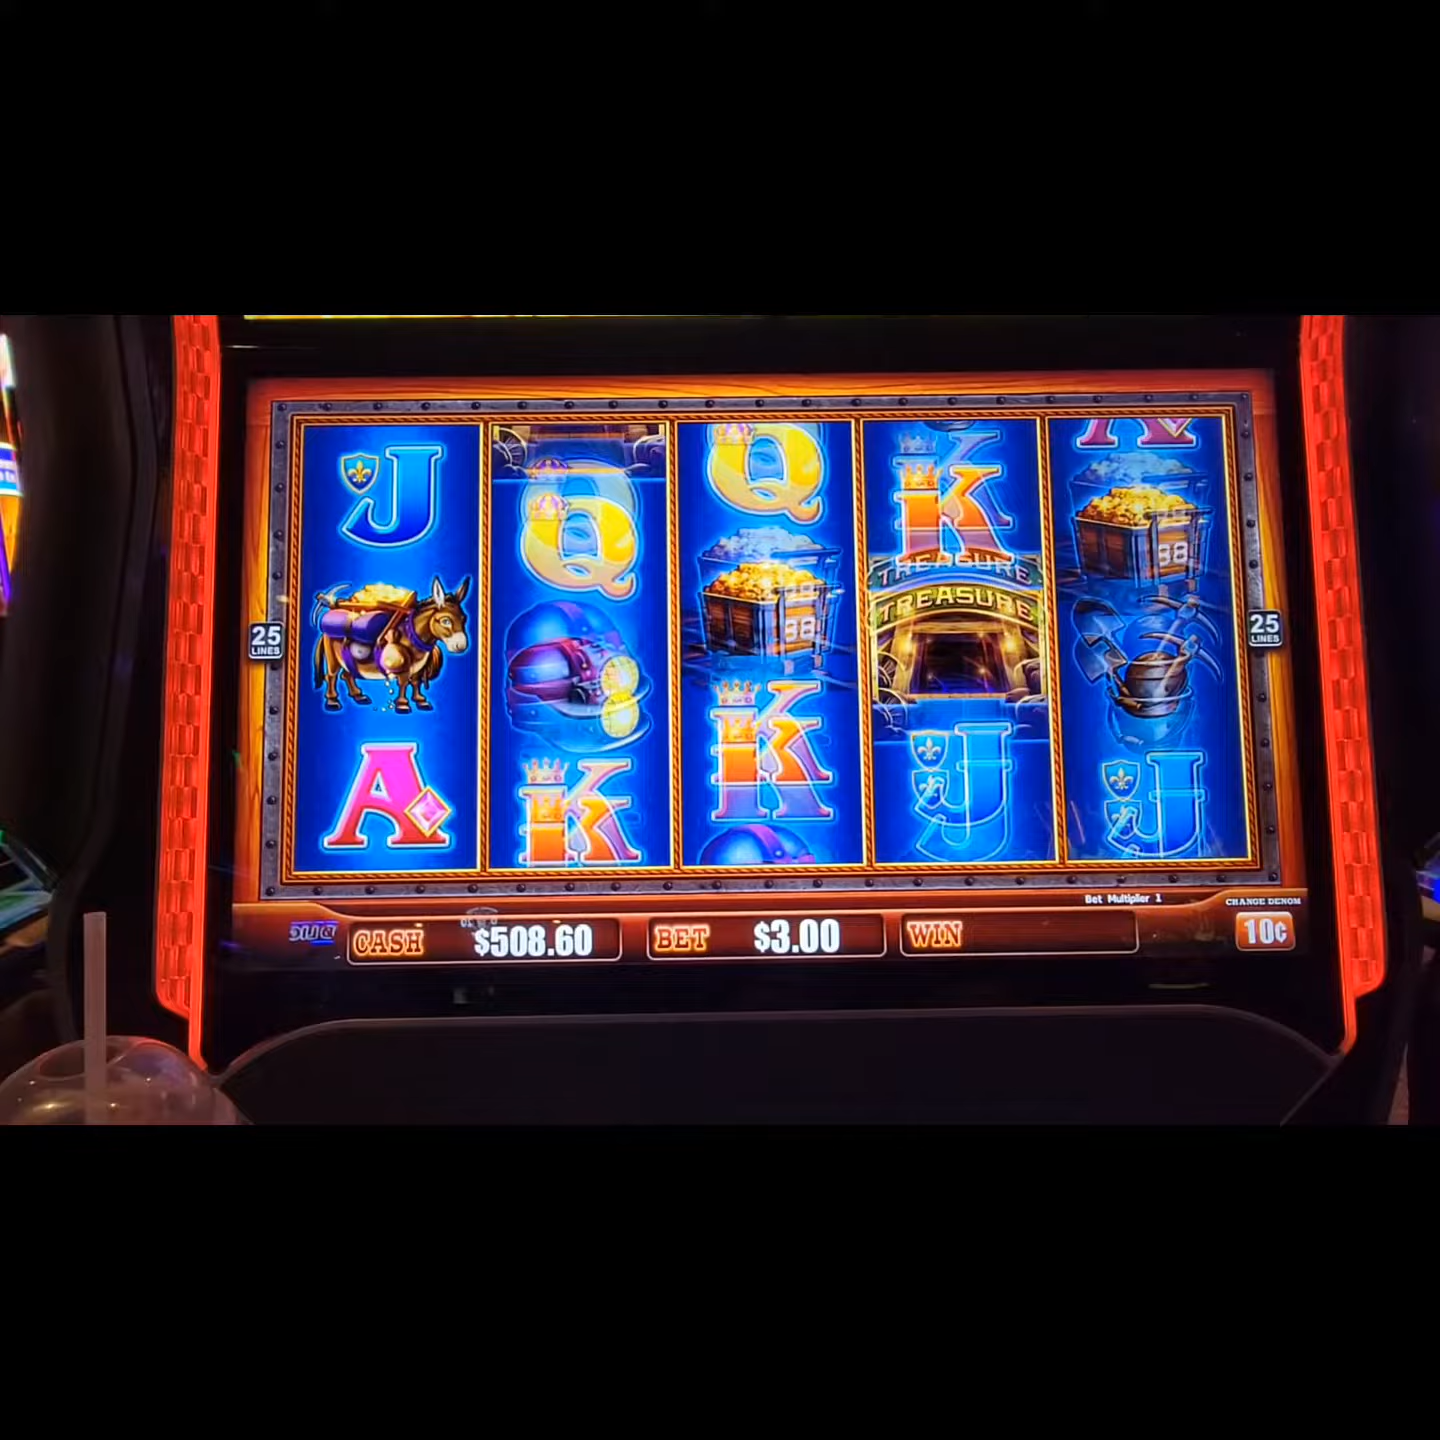 J
Q
Q
K
A
TREASURE
TREASURE
88
88
25
LINES
25
LINES
A
K
K
J
J
Bet Multiplier 1
CHANGE DENOM
CASH $508.60
BET $3.00
WIN
10¢